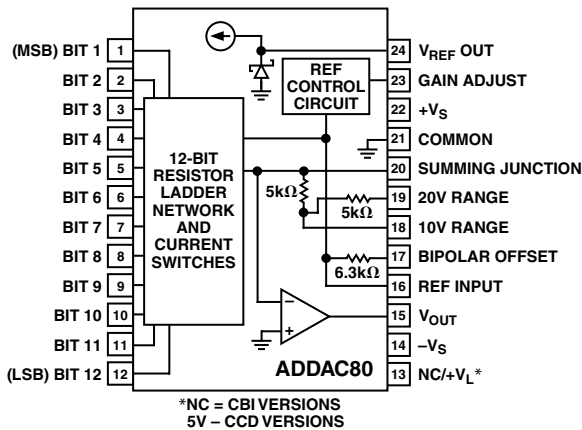 (MSB) BIT 1 1
BIT 2 2
BIT 3 3
BIT 4 4
BIT 5 5
BIT 6 6
BIT 7 7
BIT 8 8
BIT 9 9
BIT 10 10
BIT 11 11
(LSB) BIT 12 12
12-BIT
RESISTOR
LADDER
NETWORK
AND
CURRENT
SWITCHES
REF
CONTROL
CIRCUIT
5kΩ
5kΩ
6.3kΩ
–
+
24 VREF OUT
23 GAIN ADJUST
22 +VS
21 COMMON
20 SUMMING JUNCTION
19 20V RANGE
18 10V RANGE
17 BIPOLAR OFFSET
16 REF INPUT
15 VOUT
14 –VS
13 NC/+VL*
ADDAC80
*NC = CBI VERSIONS
5V – CCD VERSIONS